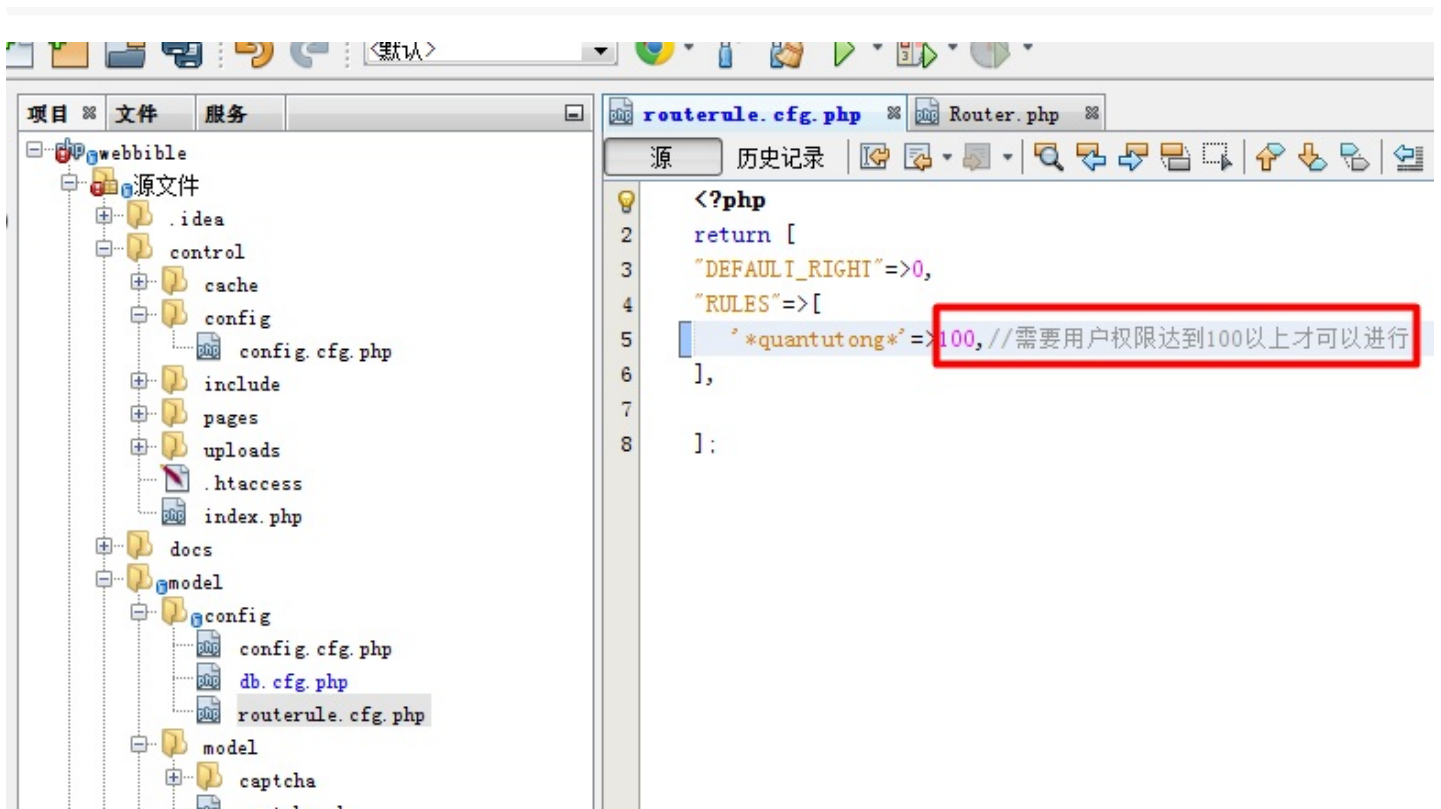 <默认>
项目 文件 服务
webbible
源文件
.idea
control
cache
config
config.cfg.php
include
pages
uploads
.htaccess
index.php
docs
model
config
config.cfg.php
db.cfg.php
routerule.cfg.php
model
captcha
routerule.cfg.php Router.php
源 历史记录
<?php
2 return [
3 "DEFAULT_RIGHT"=>0,
4 "RULES"=>[
5 '*quantutong*'=>100,//需要用户权限达到100以上才可以进行
6 ],
7
8 ];